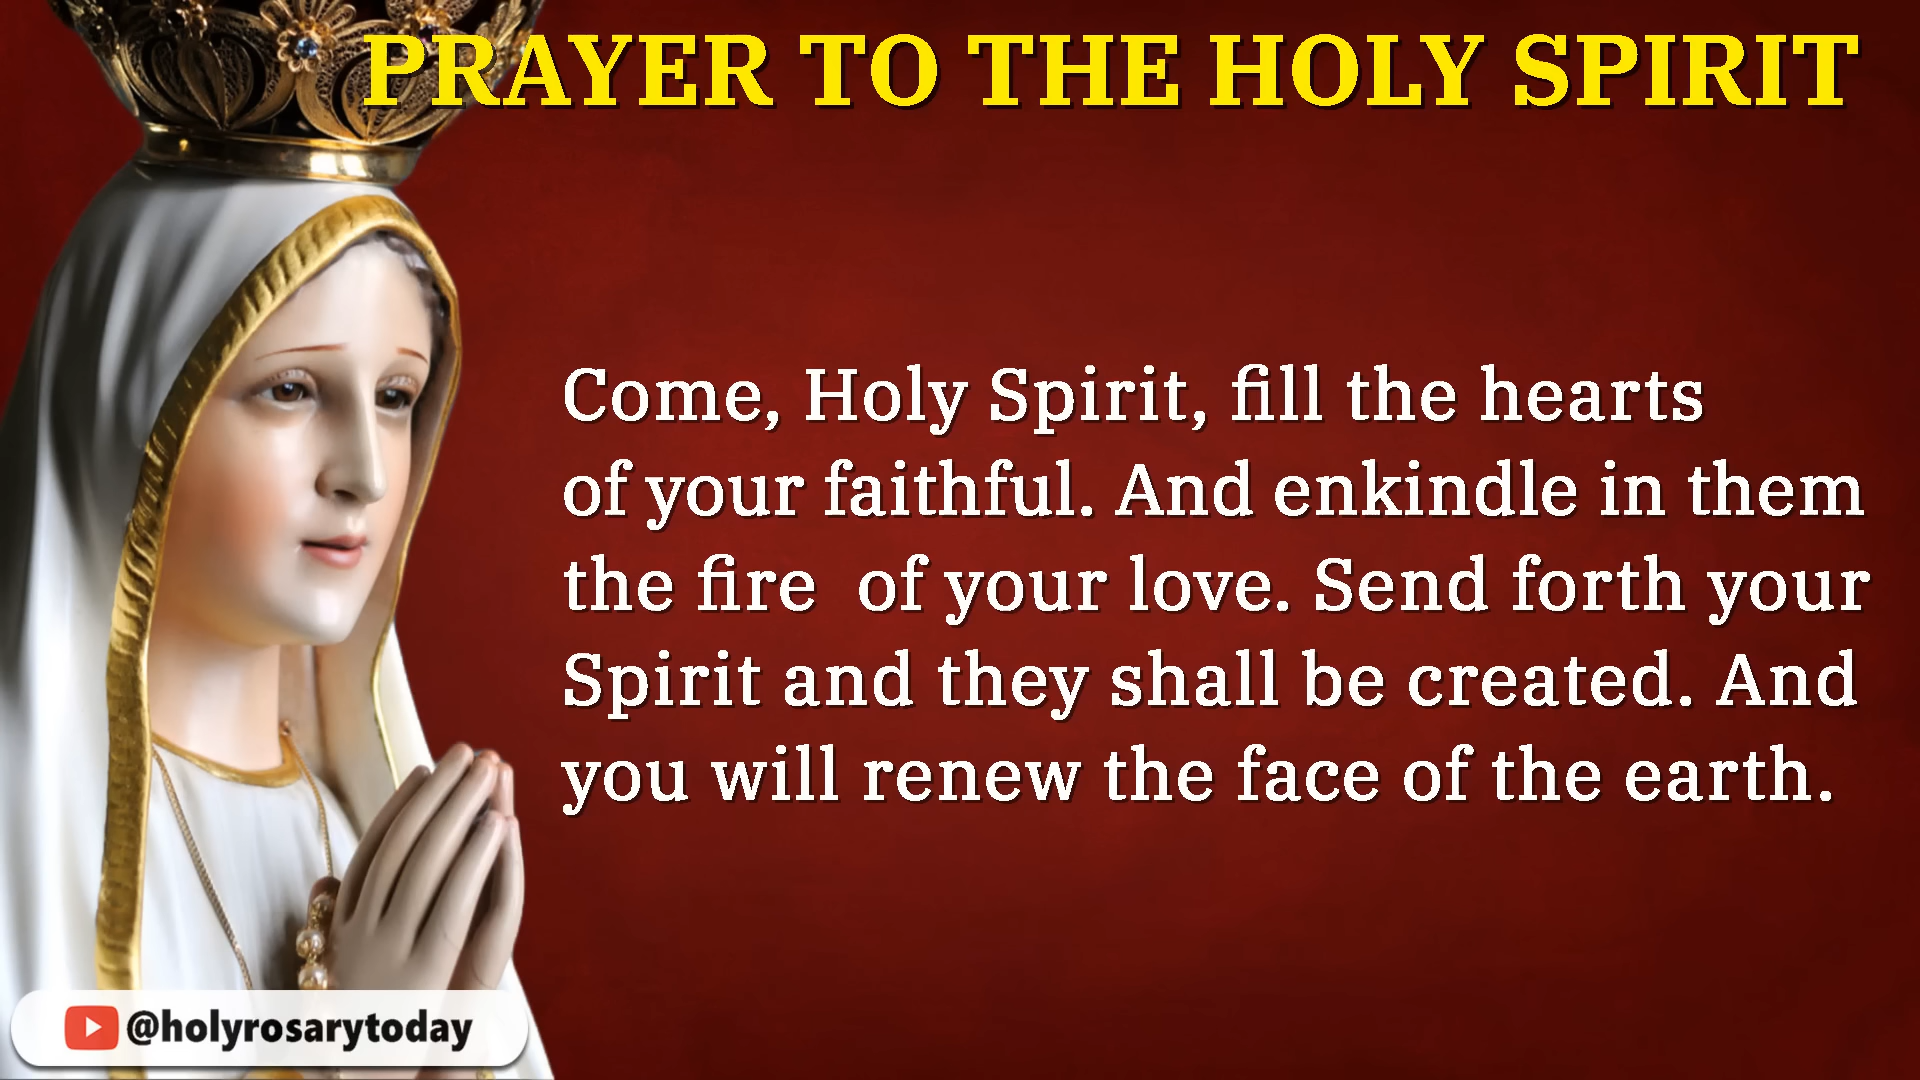 PRAYER TO THE HOLY SPIRIT
Come, Holy Spirit, fill the hearts
of your faithful. And enkindle in them
the fire  of your love. Send forth your
Spirit and they shall be created. And
you will renew the face of the earth.
@holyrosarytoday